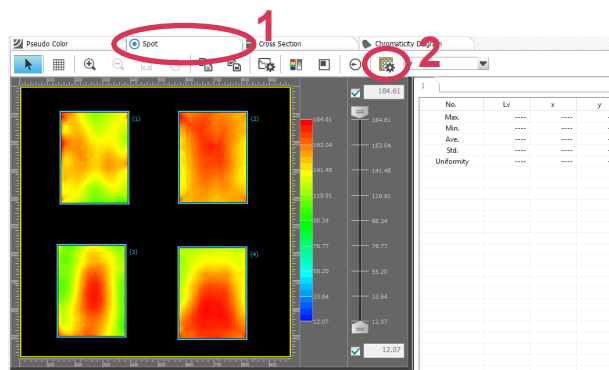 1
2
Pseudo Color
Spot
Cross Section
Chromaticity Diagram
(1)
(2)
(3)
(4)
184.61
163.04
141.48
119.91
98.34
76.77
55.20
33.64
12.07
184.61
184.61
163.04
141.48
119.91
98.34
76.77
55.20
33.64
12.07
12.07
1
No. Lv x y
Max. ---- ----
Min. ---- ----
Ave. ---- ----
Std. ---- ----
Uniformity ---- ----